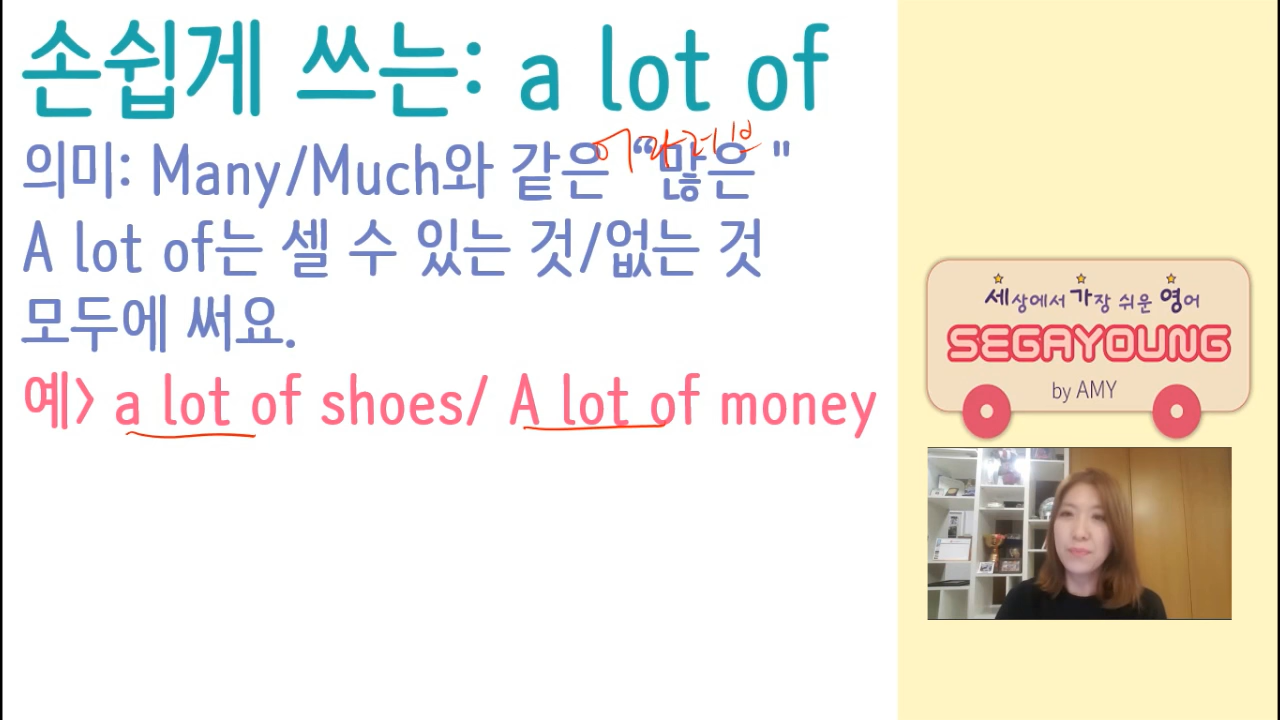 손쉽게 쓰는: a lot of
어라러브
의미: Many/Much와 같은 “많은 "
A lot of는 셀 수 있는 것/없는 것
모두에 써요.
예> a lot of shoes/ A lot of money
세상에서 가장 쉬운 영어
SEGAYOUNG
by AMY